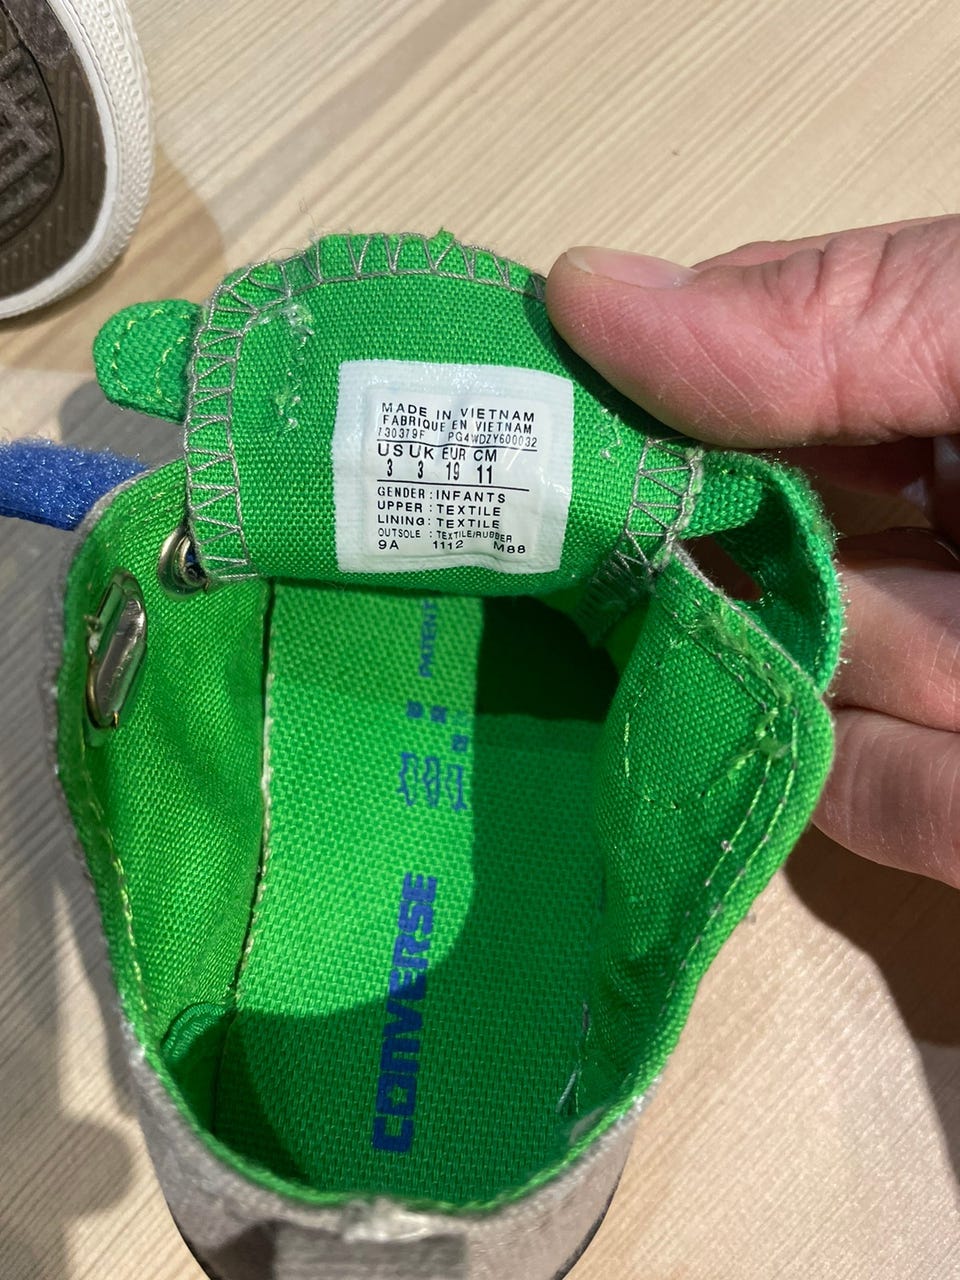 MADE IN VIETNAM
FABRIQUE EN VIETNAM
730379F PG4WDZY600032
US UK EUR CM
3 3 19 11
GENDER : INFANTS
UPPER : TEXTILE
LINING : TEXTILE
OUTSOLE : TEXTILE/RUBBER
9A 1112 M88
PATENT
CONVERSE